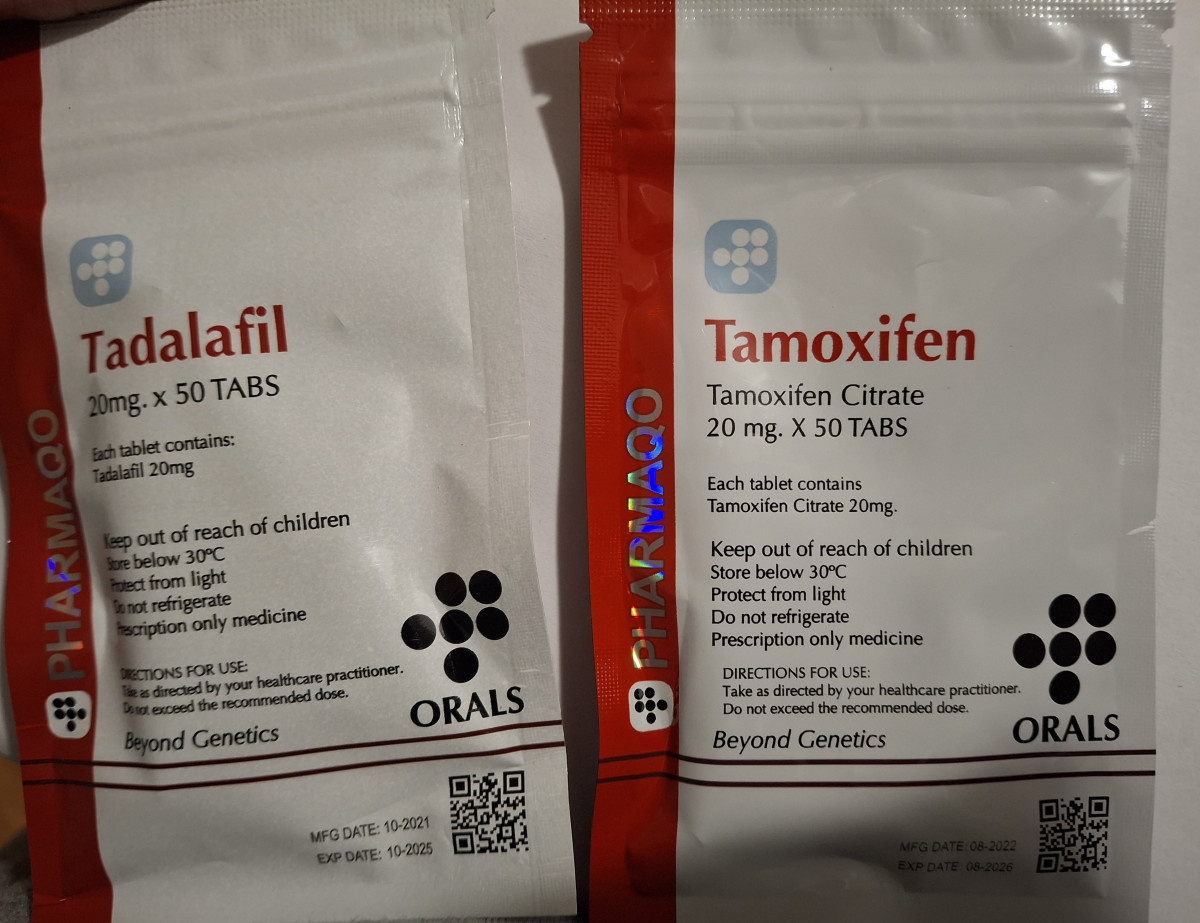 PHARMAQO
Tadalafil
20mg. x 50 TABS
Each tablet contains:
Tadalafil 20mg
Keep out of reach of children
Store below 30ºC
Protect from light
Do not refrigerate
Prescription only medicine
DIRECTIONS FOR USE:
Take as directed by your healthcare practitioner.
Do not exceed the recommended dose.
ORALS
Beyond Genetics
MFG DATE: 10-2021
EXP DATE: 10-2025
PHARMAQO
Tamoxifen
Tamoxifen Citrate
20 mg. X 50 TABS
Each tablet contains
Tamoxifen Citrate 20mg.
Keep out of reach of children
Store below 30ºC
Protect from light
Do not refrigerate
Prescription only medicine
DIRECTIONS FOR USE:
Take as directed by your healthcare practitioner.
Do not exceed the recommended dose.
ORALS
Beyond Genetics
MFG DATE: 08-2022
EXP DATE: 08-2026